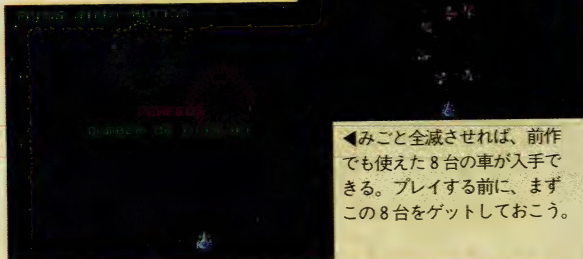 PERFECT
◀みごと全滅させれば、前作
でも使えた8台の車が入手で
きる。プレイする前に、まず
この8台をゲットしておこう。